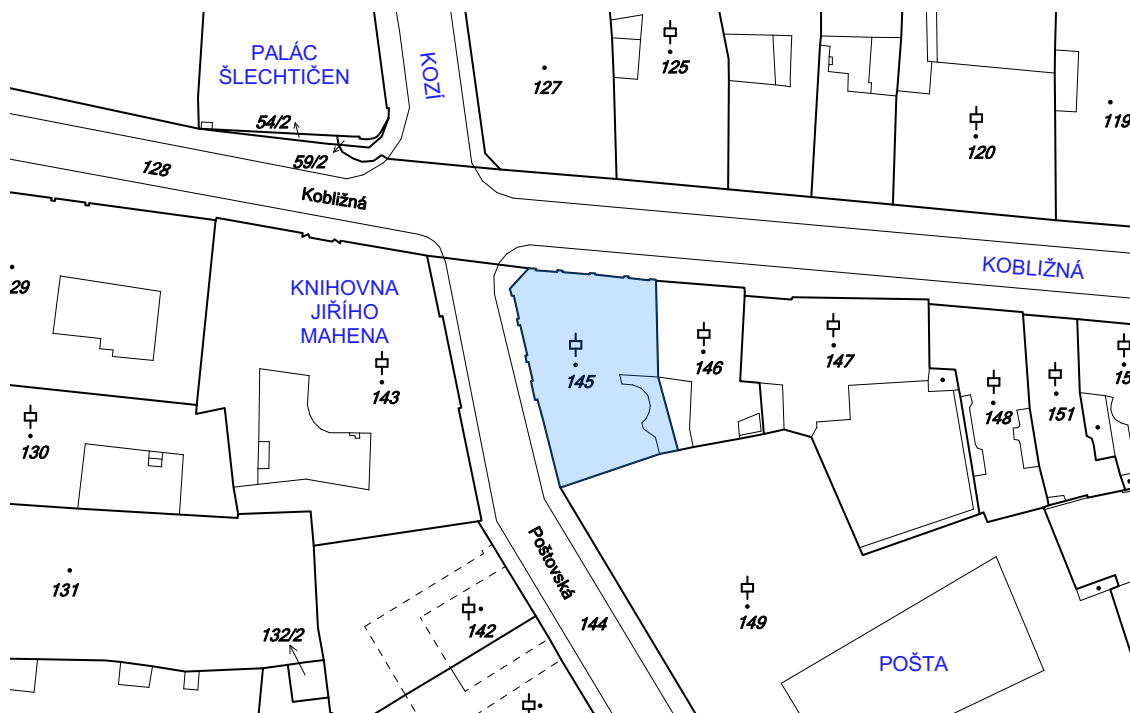 PALÁC
ŠLECHTIČEN
KOZÍ
127
125
120
119
54/2
59/2
128
Kobližná
KOBLIŽNÁ
29
KNIHOVNA
JIŘÍHO
MAHENA
143
145
146
147
148
151
15
130
131
132/2
142
Poštovská
144
149
POŠTA